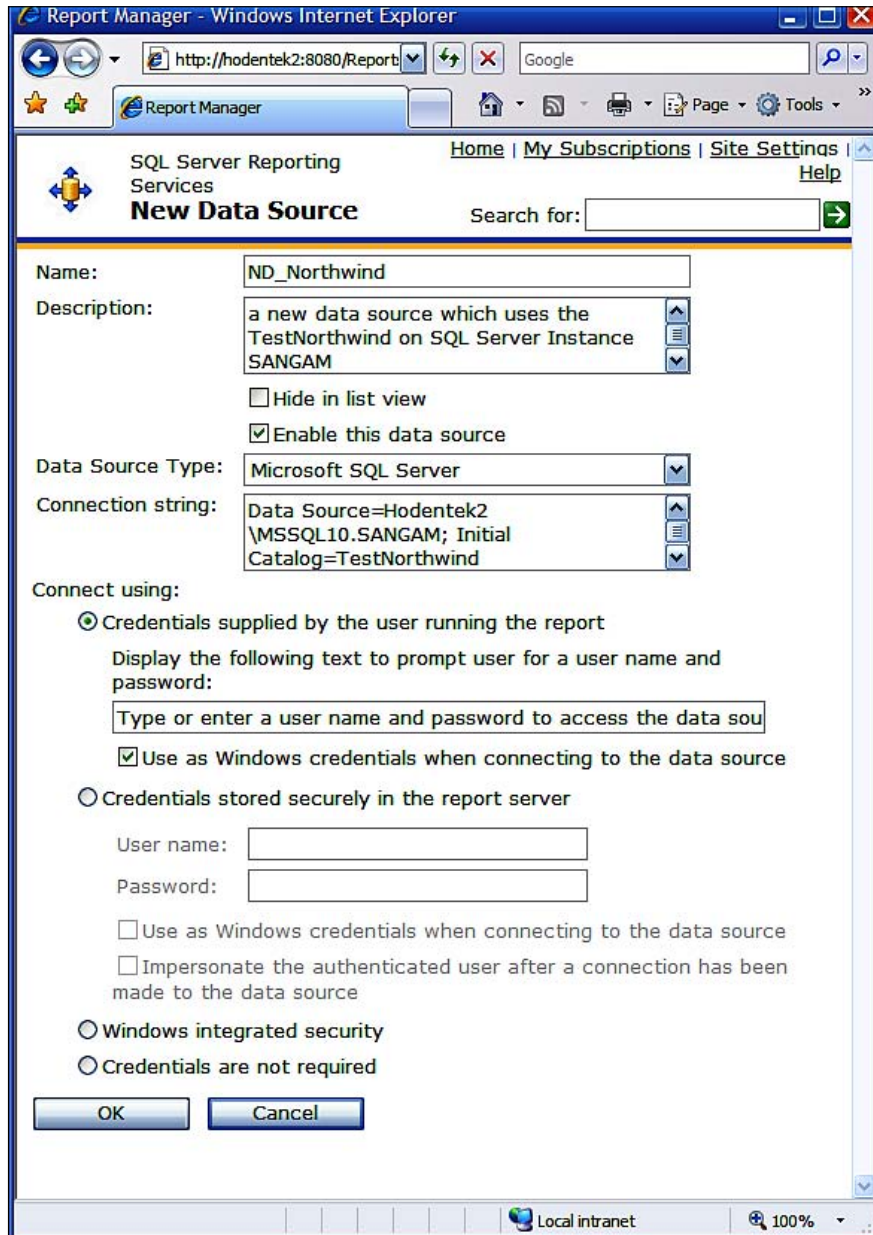 Report Manager - Windows Internet Explorer
http://hodentek2:8080/Report
Google
Report Manager
Page
Tools
SQL Server Reporting
Services
New Data Source
Home | My Subscriptions | Site Settings |
Help
Search for:
Name: ND_Northwind
Description: a new data source which uses the
TestNorthwind on SQL Server Instance
SANGAM
Hide in list view
Enable this data source
Data Source Type: Microsoft SQL Server
Connection string: Data Source=Hodentek2
\MSSQL10.SANGAM; Initial
Catalog=TestNorthwind
Connect using:
Credentials supplied by the user running the report
Display the following text to prompt user for a user name and
password:
Type or enter a user name and password to access the data sou
Use as Windows credentials when connecting to the data source
Credentials stored securely in the report server
User name:
Password:
Use as Windows credentials when connecting to the data source
Impersonate the authenticated user after a connection has been
made to the data source
Windows integrated security
Credentials are not required
OK Cancel
Local intranet 100%